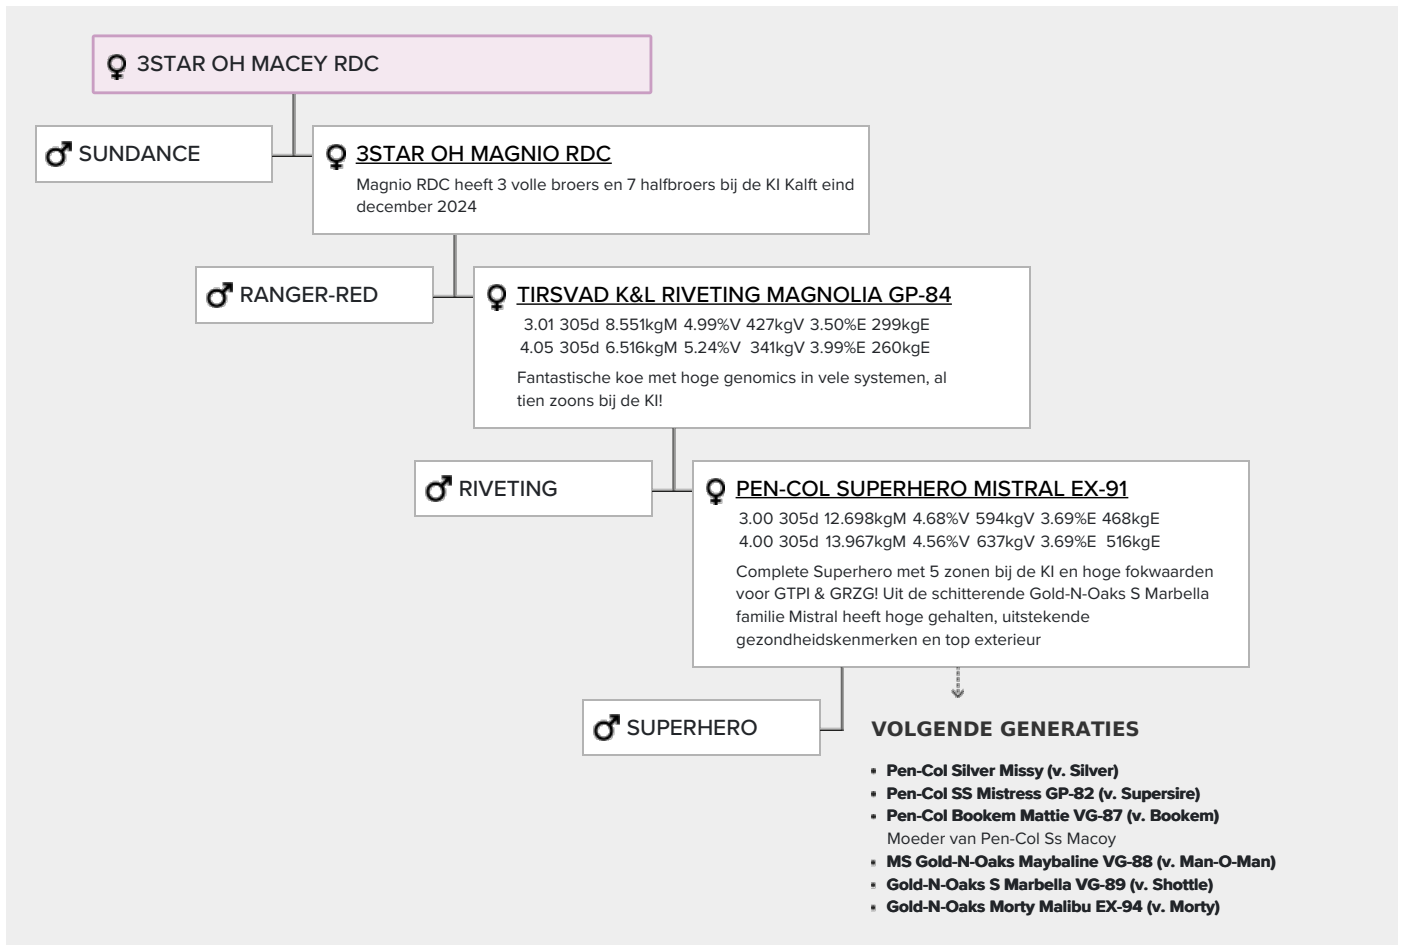 3STAR OH MACEY RDC
SUNDANCE
3STAR OH MAGNIO RDC
Magnio RDC heeft 3 volle broers en 7 halfbroers bij de KI Kalft eind
december 2024
RANGER-RED
TIRSVAD K&L RIVETING MAGNOLIA GP-84
3.01 305d 8.551kgM 4.99%V 427kgV 3.50%E 299kgE
4.05 305d 6.516kgM 5.24%V 341kgV 3.99%E 260kgE
Fantastische koe met hoge genomics in vele systemen, al
tien zoons bij de KI!
RIVETING
PEN-COL SUPERHERO MISTRAL EX-91
3.00 305d 12.698kgM 4.68%V 594kgV 3.69%E 468kgE
4.00 305d 13.967kgM 4.56%V 637kgV 3.69%E 516kgE
Complete Superhero met 5 zonen bij de KI en hoge fokwaarden
voor GTPI & GRZG! Uit de schitterende Gold-N-Oaks S Marbella
familie Mistral heeft hoge gehalten, uitstekende
gezondheidskenmerken en top exterieur
SUPERHERO
VOLGENDE GENERATIES
Pen-Col Silver Missy (v. Silver)
Pen-Col SS Mistress GP-82 (v. Supersire)
Pen-Col Bookem Mattie VG-87 (v. Bookem)
Moeder van Pen-Col Ss Macoy
MS Gold-N-Oaks Maybaline VG-88 (v. Man-O-Man)
Gold-N-Oaks S Marbella VG-89 (v. Shottle)
Gold-N-Oaks Morty Malibu EX-94 (v. Morty)